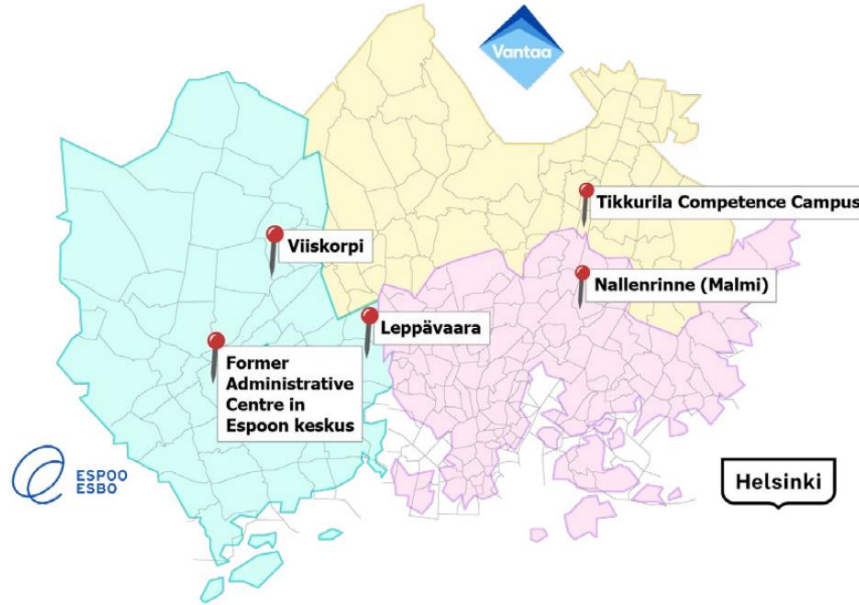 Vantaa
Tikkurila Competence Campus
Viiskorpi
Nallenrinne (Malmi)
Leppävaara
Former
Administrative
Centre in
Espoon keskus
ESPOO
ESBO
Helsinki